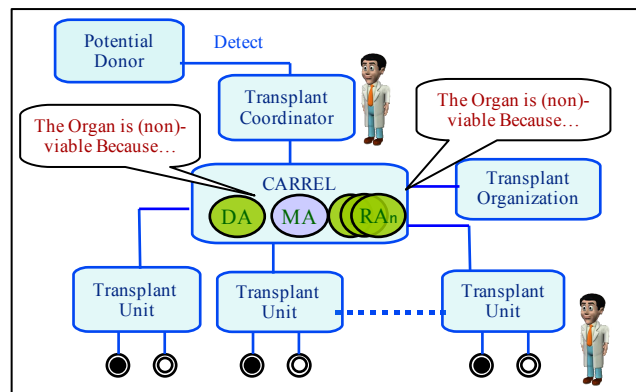 Potential
Donor
Detect
Transplant
Coordinator
The Organ is (non)-
viable Because…
The Organ is (non)-
viable Because…
CARREL
DA
MA
RAn
Transplant
Organization
Transplant
Unit
Transplant
Unit
Transplant
Unit